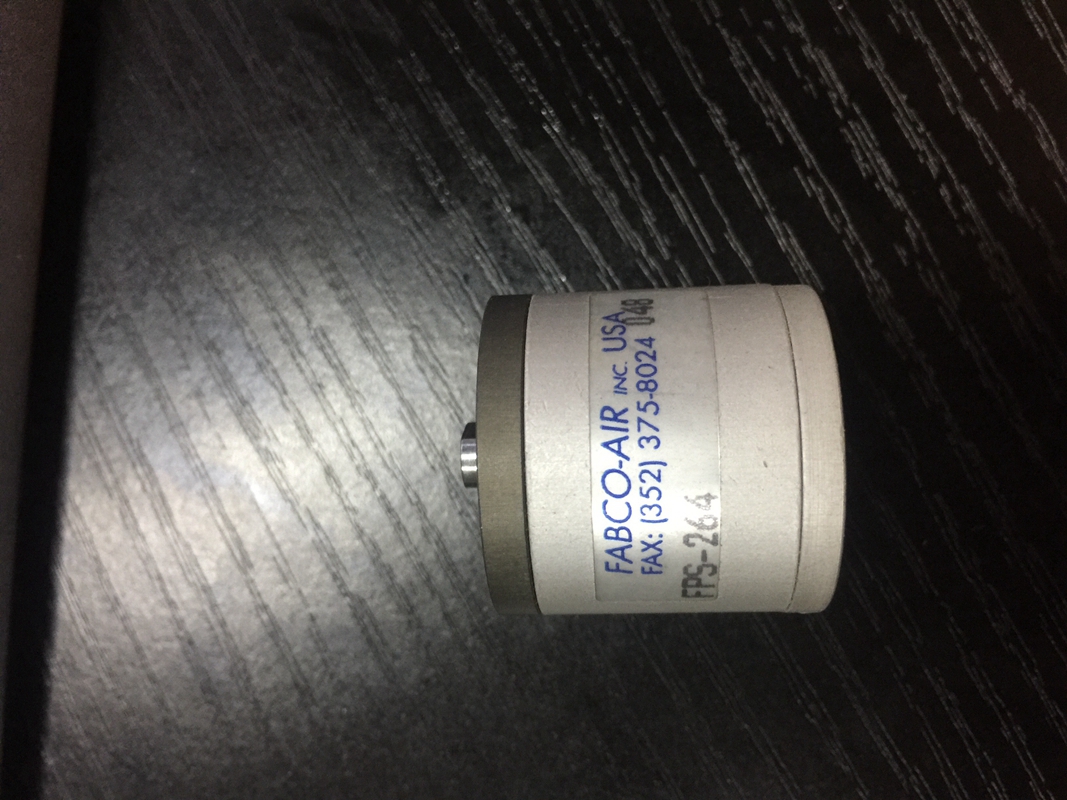 FABCO-AIR INC. USA
FAX: (352) 375-8024 048
FPS-264